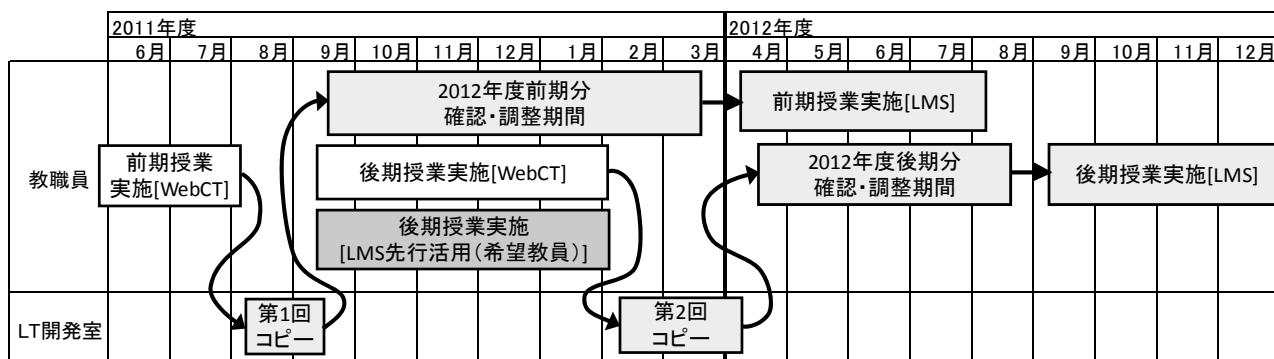 2011年度
2012年度
6月
7月
8月
9月
10月
11月
12月
1月
2月
3月
4月
5月
6月
7月
8月
9月
10月
11月
12月
教職員
前期授業
実施[WebCT]
2012年度前期分
確認・調整期間
後期授業実施[WebCT]
後期授業実施
[LMS先行活用(希望教員)]
前期授業実施[LMS]
2012年度後期分
確認・調整期間
後期授業実施[LMS]
LT開発室
第1回
コピー
第2回
コピー